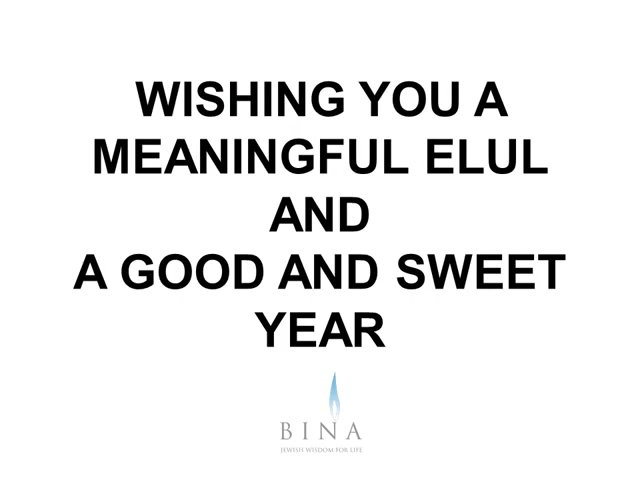 WISHING YOU A
MEANINGFUL ELUL
AND
A GOOD AND SWEET
YEAR
BINA
JEWISH WISDOM FOR LIFE